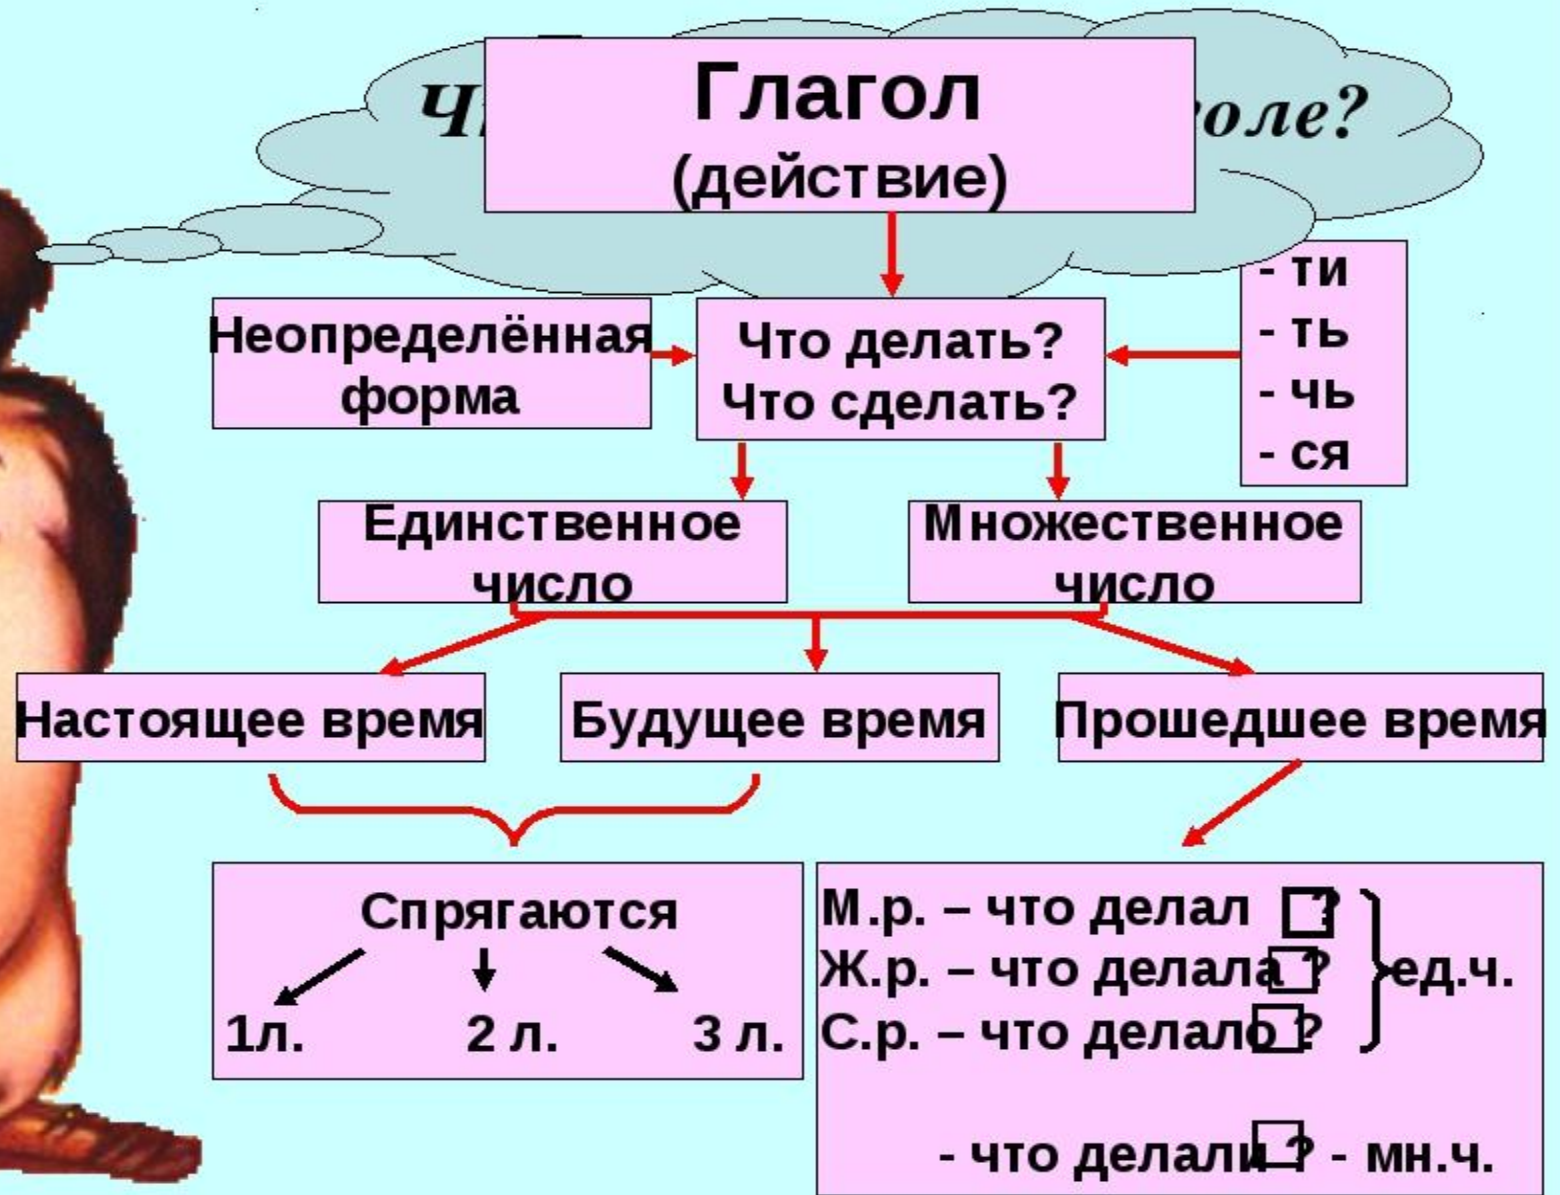 Глагол
(действие)
оле?
Неопределённая
форма
Что делать?
Что сделать?
- ти
- ть
- чь
- ся
Единственное
число
Множественное
число
Настоящее время
Будущее время
Прошедшее время
Спрягаются
1л. 2 л. 3 л.
М.р. – что делал ?
Ж.р. – что делала ?
С.р. – что делало ?
ед.ч.
- что делали ? - мн.ч.